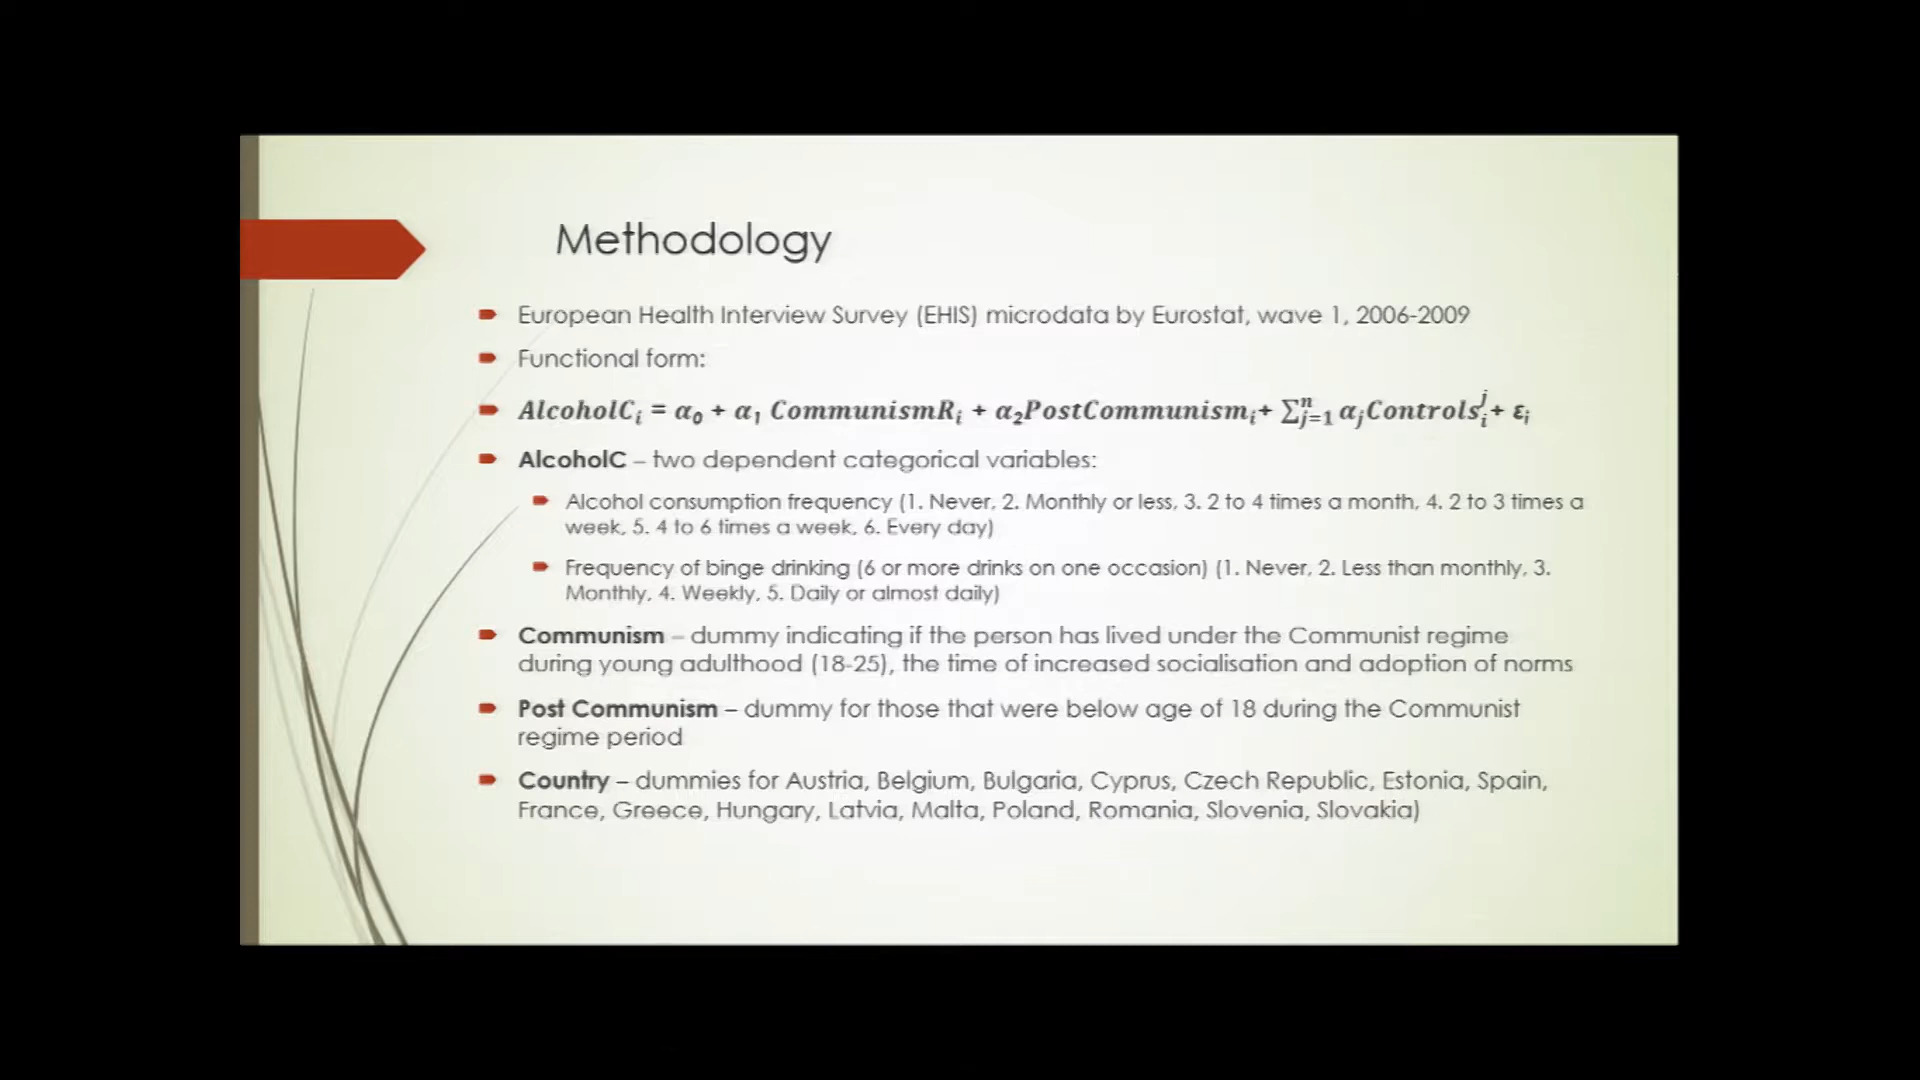 Methodology
European Health Interview Survey (EHIS) microdata by Eurostat, wave 1, 2006-2009
Functional form:
AlcoholCᵢ = α₀ + α₁ CommunismRᵢ + α₂PostCommunismᵢ+ ∑ⁿⱼ₌₁ αⱼControlsᵢʲ+ εᵢ
AlcoholC – two dependent categorical variables:
Alcohol consumption frequency (1. Never, 2. Monthly or less, 3. 2 to 4 times a month, 4. 2 to 3 times a
week, 5. 4 to 6 times a week, 6. Every day)
Frequency of binge drinking (6 or more drinks on one occasion) (1. Never, 2. Less than monthly, 3.
Monthly, 4. Weekly, 5. Daily or almost daily)
Communism – dummy indicating if the person has lived under the Communist regime
during young adulthood (18-25), the time of increased socialisation and adoption of norms
Post Communism – dummy for those that were below age of 18 during the Communist
regime period
Country – dummies for Austria, Belgium, Bulgaria, Cyprus, Czech Republic, Estonia, Spain,
France, Greece, Hungary, Latvia, Malta, Poland, Romania, Slovenia, Slovakia)